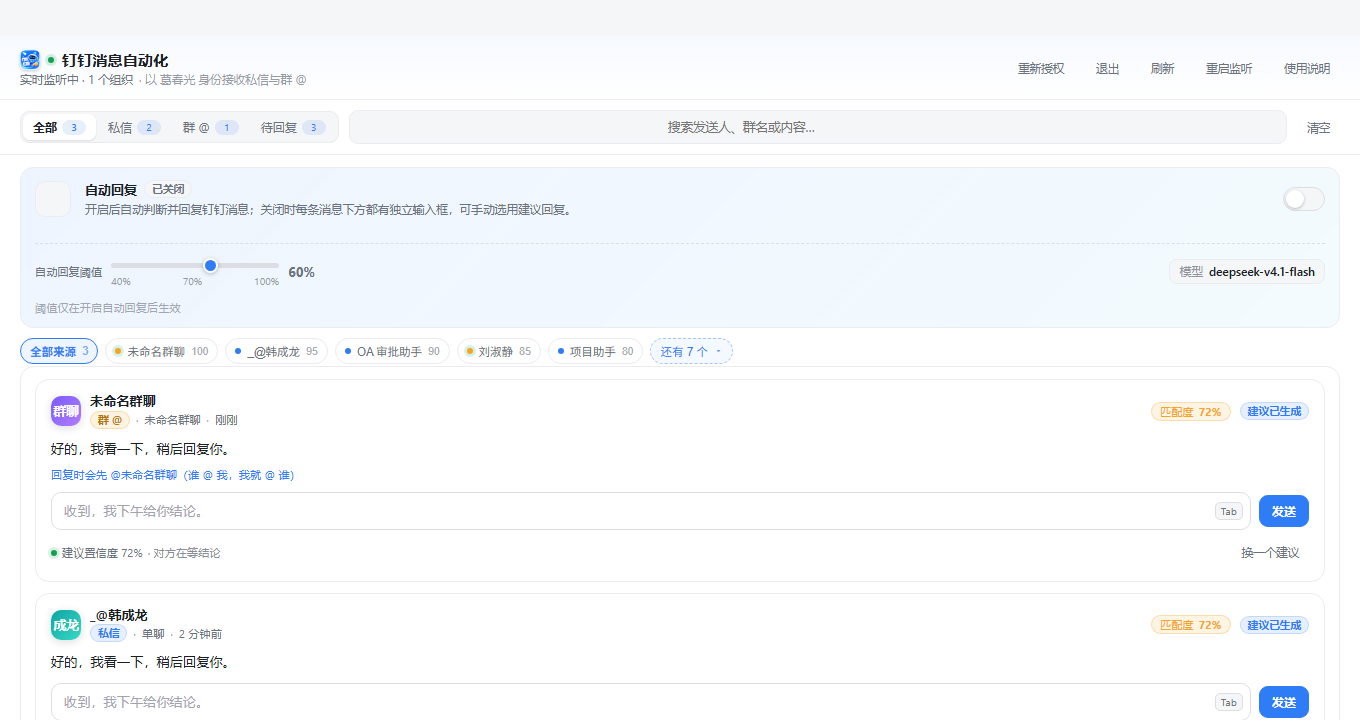 钉钉消息自动化
实时监听中 · 1 个组织 · 以 葛春光 身份接收私信与群 @
重新授权 退出 刷新 重启监听 使用说明
全部 3 私信 2 群 @ 1 待回复 3 搜索发送人、群名或内容... 清空
自动回复 已关闭
开启后自动判断并回复钉钉消息；关闭时每条消息下方都有独立输入框，可手动选用建议回复。
自动回复阈值 60% 模型 deepseek-v4.1-flash
40% 70% 100%
阈值仅在开启自动回复后生效
全部来源 3 未命名群聊 100 _@韩成龙 95 OA 审批助手 90 刘淑静 85 项目助手 80 还有 7 个
群聊 未命名群聊
群 @ · 未命名群聊 · 刚刚 匹配度 72% 建议已生成
好的，我看一下，稍后回复你。
回复时会先 @未命名群聊（谁 @ 我，我就 @ 谁）
收到，我下午给你结论。 Tab 发送
建议置信度 72% · 对方在等结论 换一个建议
成龙 _@韩成龙
私信 · 单聊 · 2 分钟前 匹配度 72% 建议已生成
好的，我看一下，稍后回复你。
收到，我下午给你结论。 Tab 发送